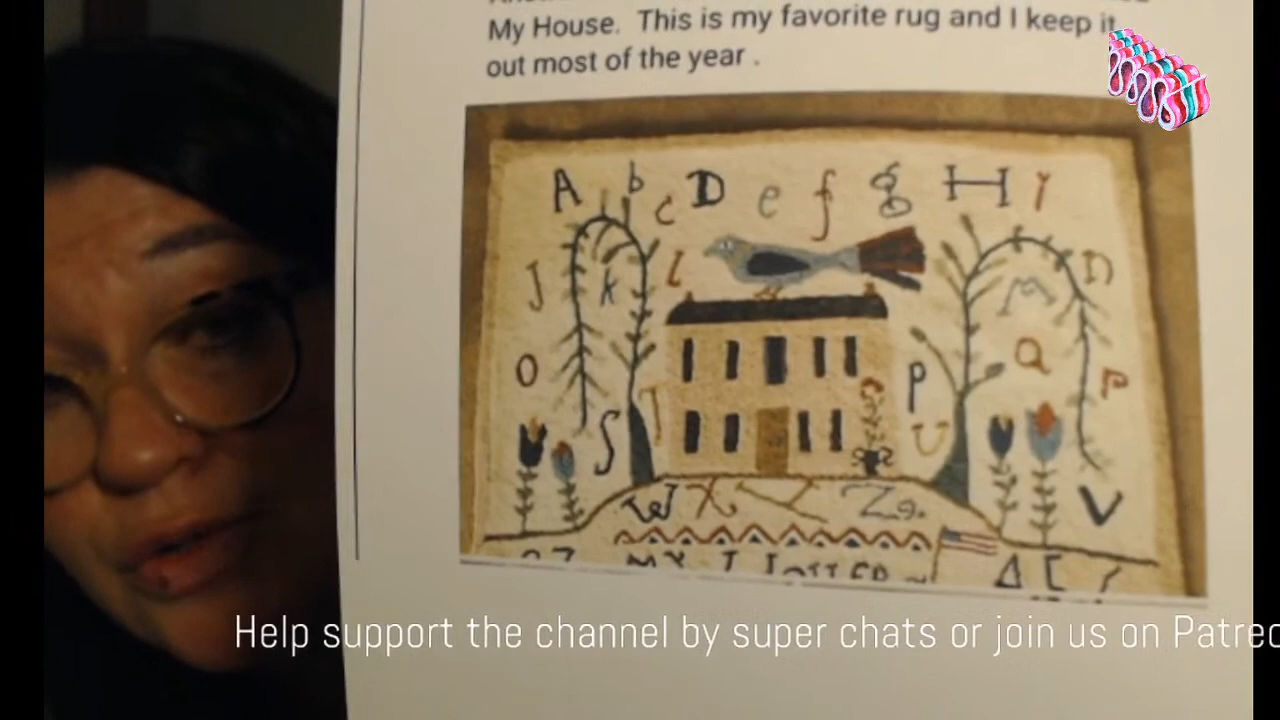 My House. This is my favorite rug and I keep it
out most of the year .
A b c D e f g H I
J k l M n
O P Q R
S T U V
W X Y Z
Help support the channel by super chats or join us on Patreo